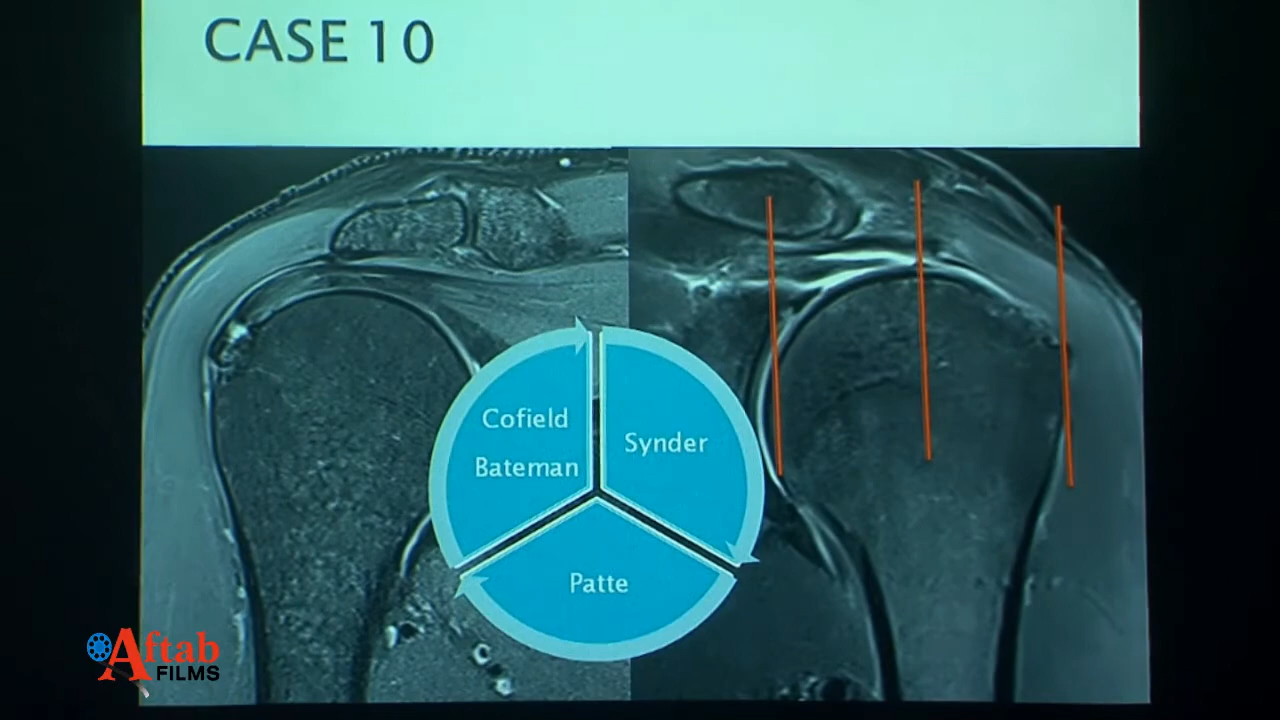 CASE 10
Cofield
Bateman
Synder
Patte
Aftab
FILMS